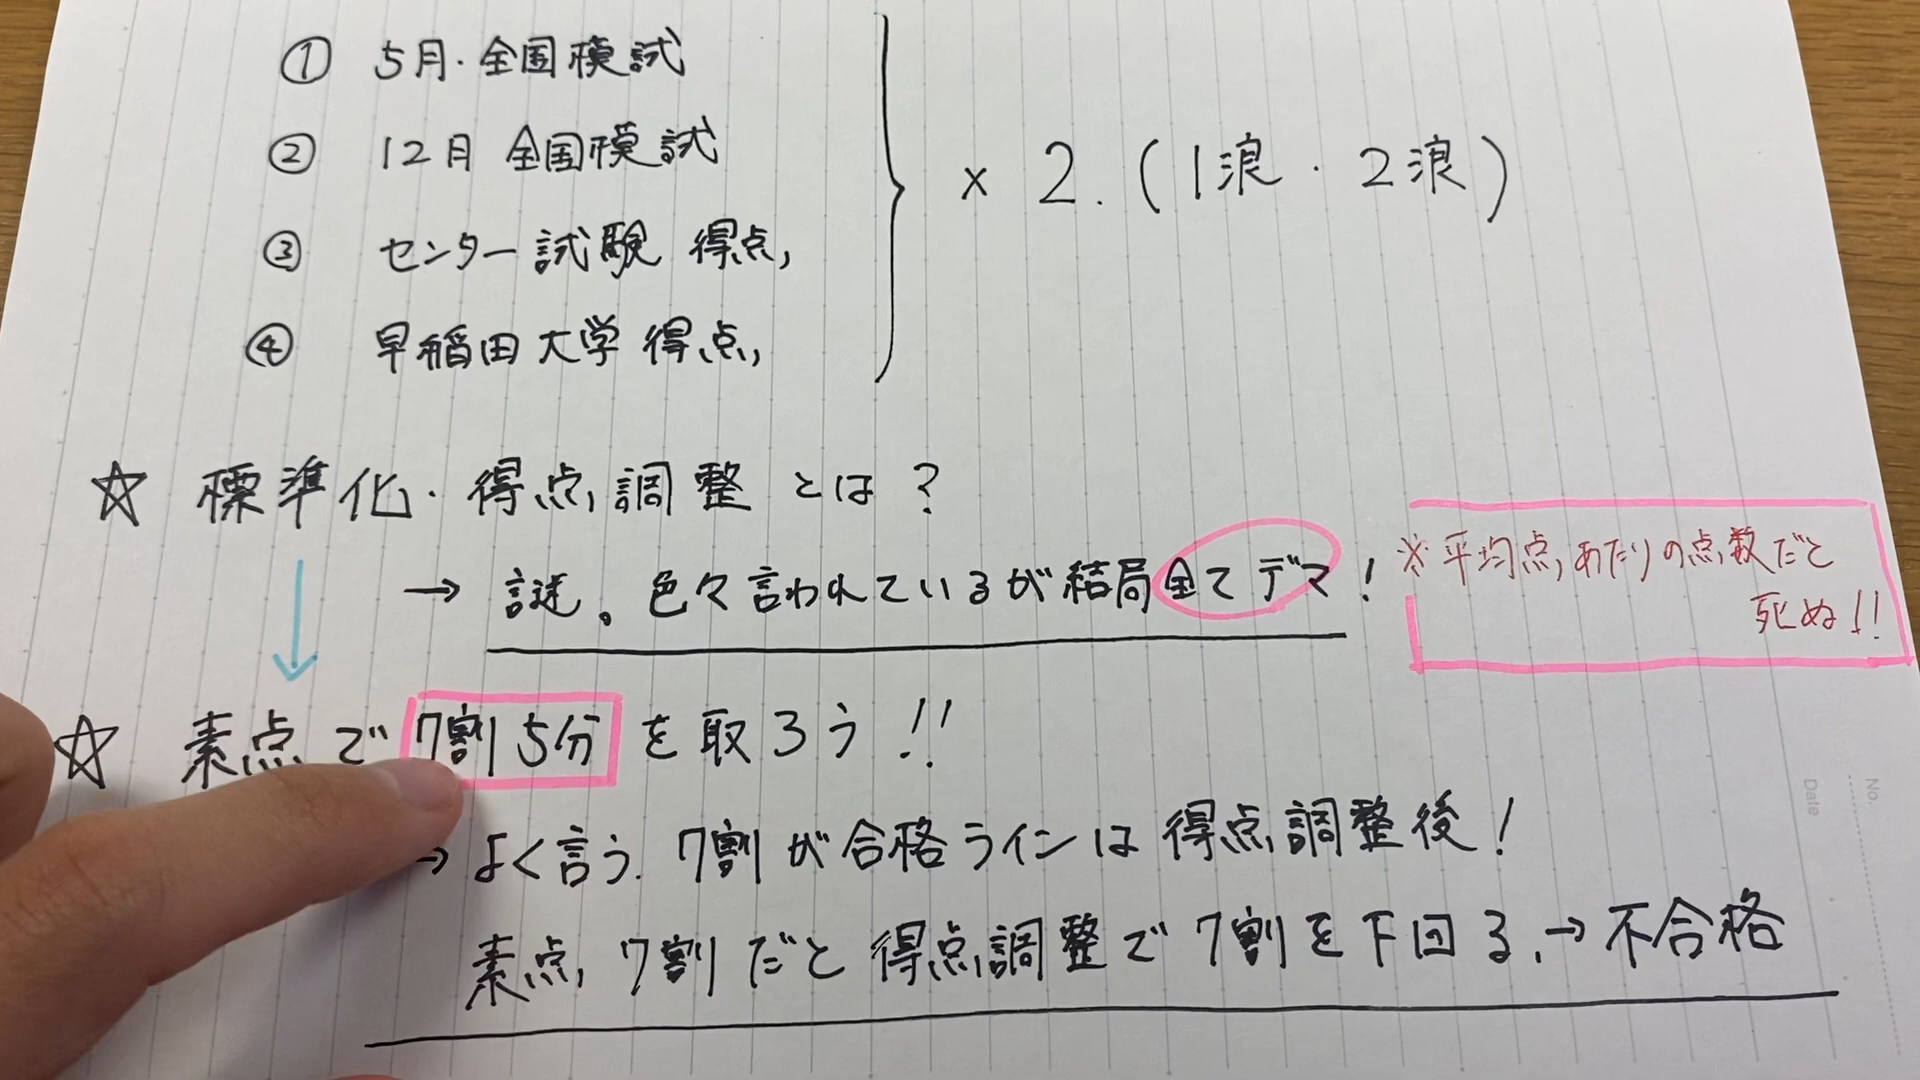 ① 5月・全国模試
② 12月 全国模試
③ センター試験 得点
④ 早稲田大学 得点
× 2.(1浪・2浪)
☆ 標準化・得点調整とは?
→ 謎。色々言われているが結局全てデマ!
※平均点あたりの点数だと
死ぬ!!
☆ 素点で7割5分を取ろう!!
→ よく言う.7割が合格ラインは得点調整後!
素点7割だと得点調整で7割を下回る.→不合格
No.
Date